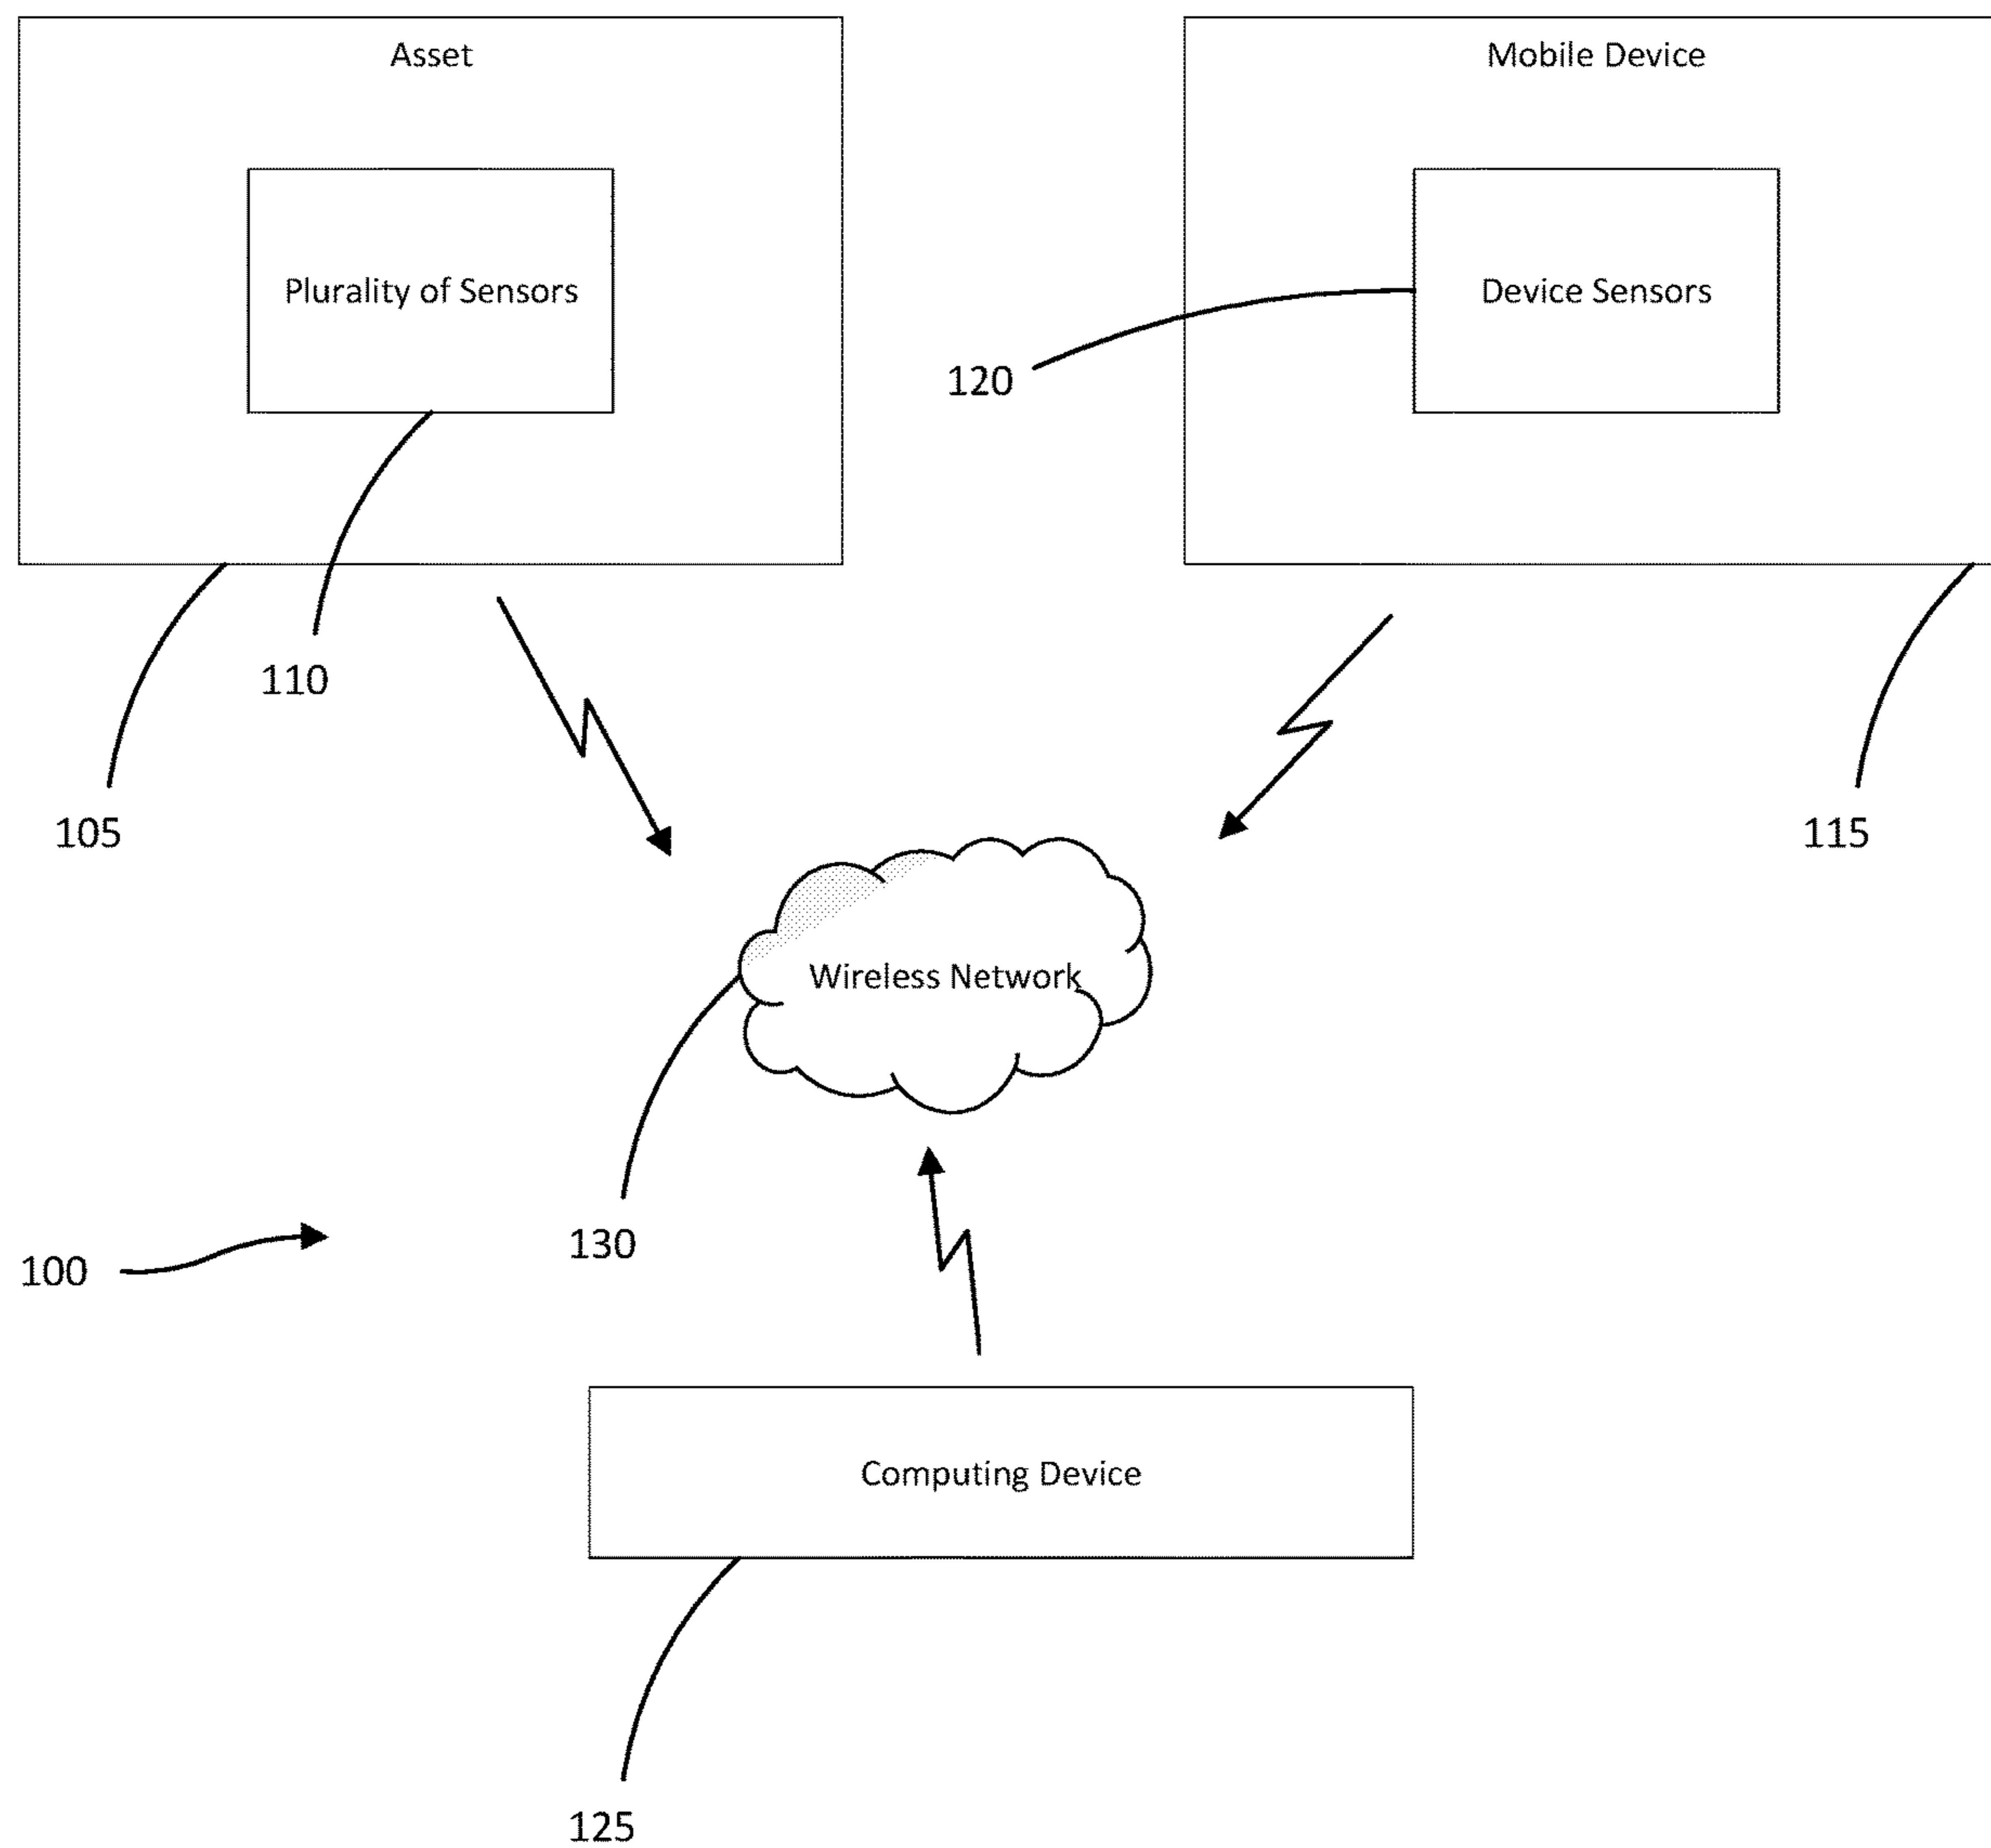 Asset
Mobile Device
Plurality of Sensors
Device Sensors
120
110
105
115
Wireless Network
130
100
Computing Device
125